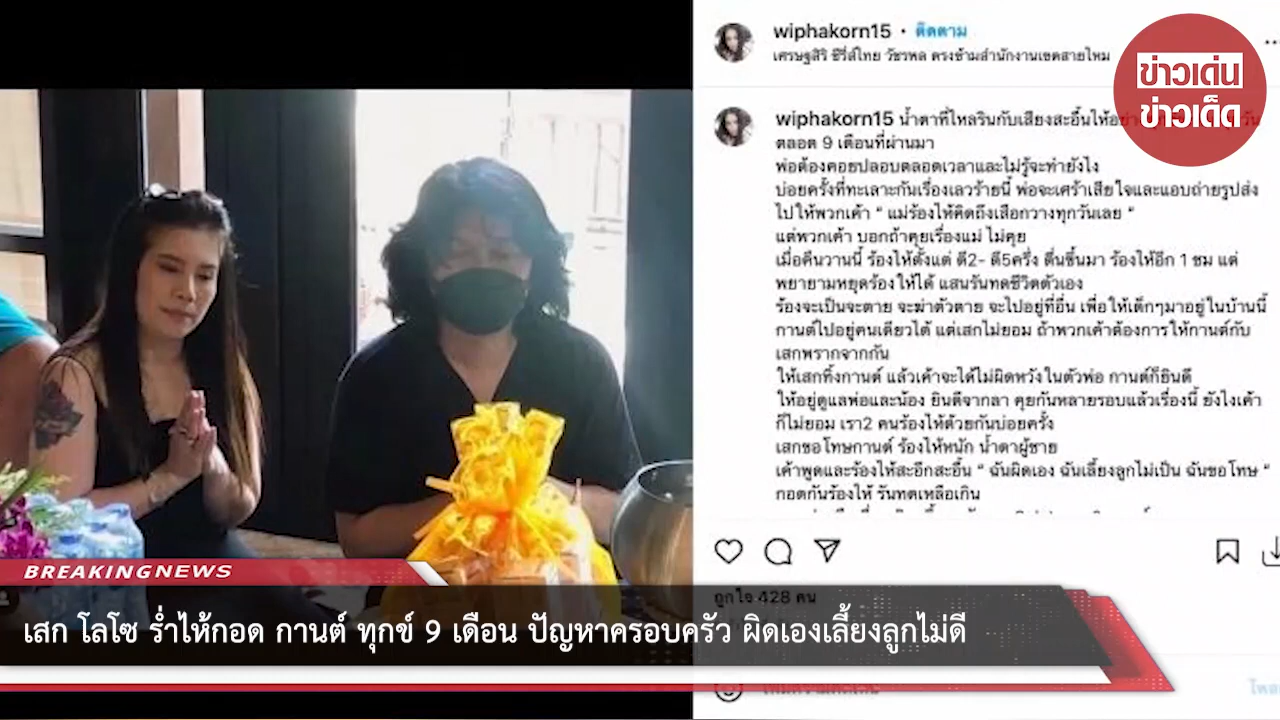 wiphakorn15 • ติดตาม
เศรษฐสิริ ซีรี่ส์ไทย วัชรพล ตรงข้ามสำนักงานเขตสายไหม
ข่าวเด่น
ข่าวเด็ด
wiphakorn15 น้ำตาที่ไหลรินกับเสียงสะอื้นไห้
ตลอด 9 เดือนที่ผ่านมา
พ่อต้องคอยปลอบตลอดเวลาและไม่รู้จะทำยังไง
บ่อยครั้งที่ทะเลาะกันเรื่องเลวร้ายนี้ พ่อจะเศร้าเสียใจและแอบถ่ายรูปส่ง
ไปให้พวกเค้า " แม่ร้องไห้คิดถึงเสือกวางทุกวันเลย "
แต่พวกเค้า บอกถ้าคุยเรื่องแม่ ไม่คุย
เมื่อคืนวานนี้ ร้องไห้ตั้งแต่ ตี2- ตี5ครึ่ง ตื่นขึ้นมา ร้องไห้อีก 1 ชม แต่
พยายามหยุดร้องให้ได้ แสนรันทดชีวิตตัวเอง
ร้องจะเป็นจะตาย จะฆ่าตัวตาย จะไปอยู่ที่อื่น เพื่อให้เด็กๆมาอยู่ในบ้านนี้
กานต์ไปอยู่คนเดียวได้ แต่เสกไม่ยอม ถ้าพวกเค้าต้องการให้กานต์กับ
เสกพรากจากกัน
ให้เสกทิ้งกานต์ แล้วเค้าจะได้ไม่ผิดหวังในตัวพ่อ กานต์ก็ยินดี
ให้อยู่ดูแลพ่อและน้อง ยินดีจากลา คุยกันหลายรอบแล้วเรื่องนี้ ยังไงเค้า
ก็ไม่ยอม เรา2 คนร้องไห้ด้วยกันบ่อยครั้ง
เสกขอโทษกานต์ ร้องไห้หนัก น้ำตาผู้ชาย
เค้าพูดและร้องไห้สะอึกสะอื้น " ฉันผิดเอง ฉันเลี้ยงลูกไม่เป็น ฉันขอโทษ "
กอดกันร้องไห้ รันทดเหลือเกิน
ถูกใจ 428 คน
BREAKINGNEWS
เสก โลโซ ร่ำไห้กอด กานต์ ทุกข์ 9 เดือน ปัญหาครอบครัว ผิดเองเลี้ยงลูกไม่ดี